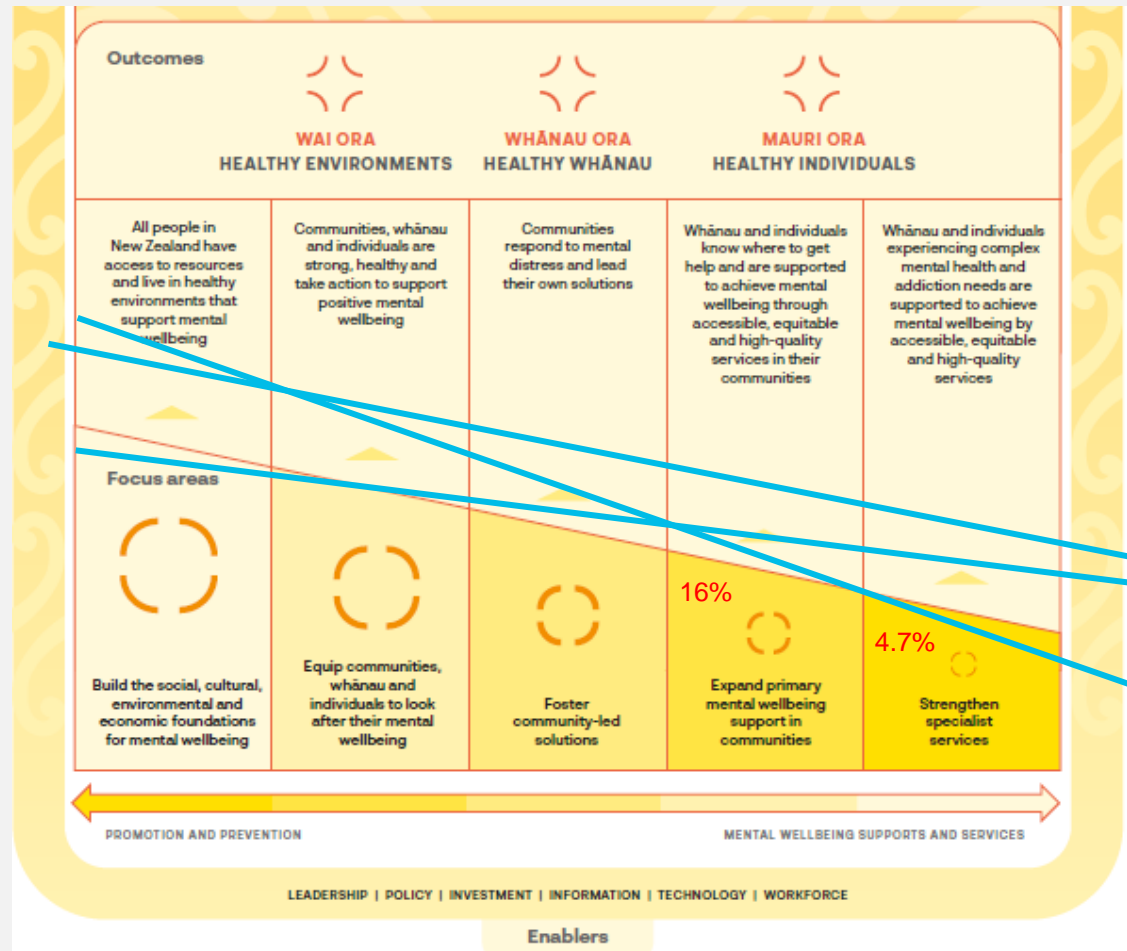 Outcomes
WAI ORA
HEALTHY ENVIRONMENTS
WHĀNAU ORA
HEALTHY WHĀNAU
MAURI ORA
HEALTHY INDIVIDUALS
All people in
New Zealand have
access to resources
and live in healthy
environments that
support mental
wellbeing
Communities, whānau
and individuals are
strong, healthy and
take action to support
positive mental
wellbeing
Communities
respond to mental
distress and lead
their own solutions
Whānau and individuals
know where to get
help and are supported
to achieve mental
wellbeing through
accessible, equitable
and high-quality
services in their
communities
Whānau and individuals
experiencing complex
mental health and
addiction needs are
supported to achieve
mental wellbeing by
accessible, equitable
and high-quality
services
Focus areas
Build the social, cultural,
environmental and
economic foundations
for mental wellbeing
Equip communities,
whānau and
individuals to look
after their mental
wellbeing
Foster
community-led
solutions
16%
Expand primary
mental wellbeing
support in
communities
4.7%
Strengthen
specialist
services
PROMOTION AND PREVENTION
MENTAL WELLBEING SUPPORTS AND SERVICES
LEADERSHIP | POLICY | INVESTMENT | INFORMATION | TECHNOLOGY | WORKFORCE
Enablers